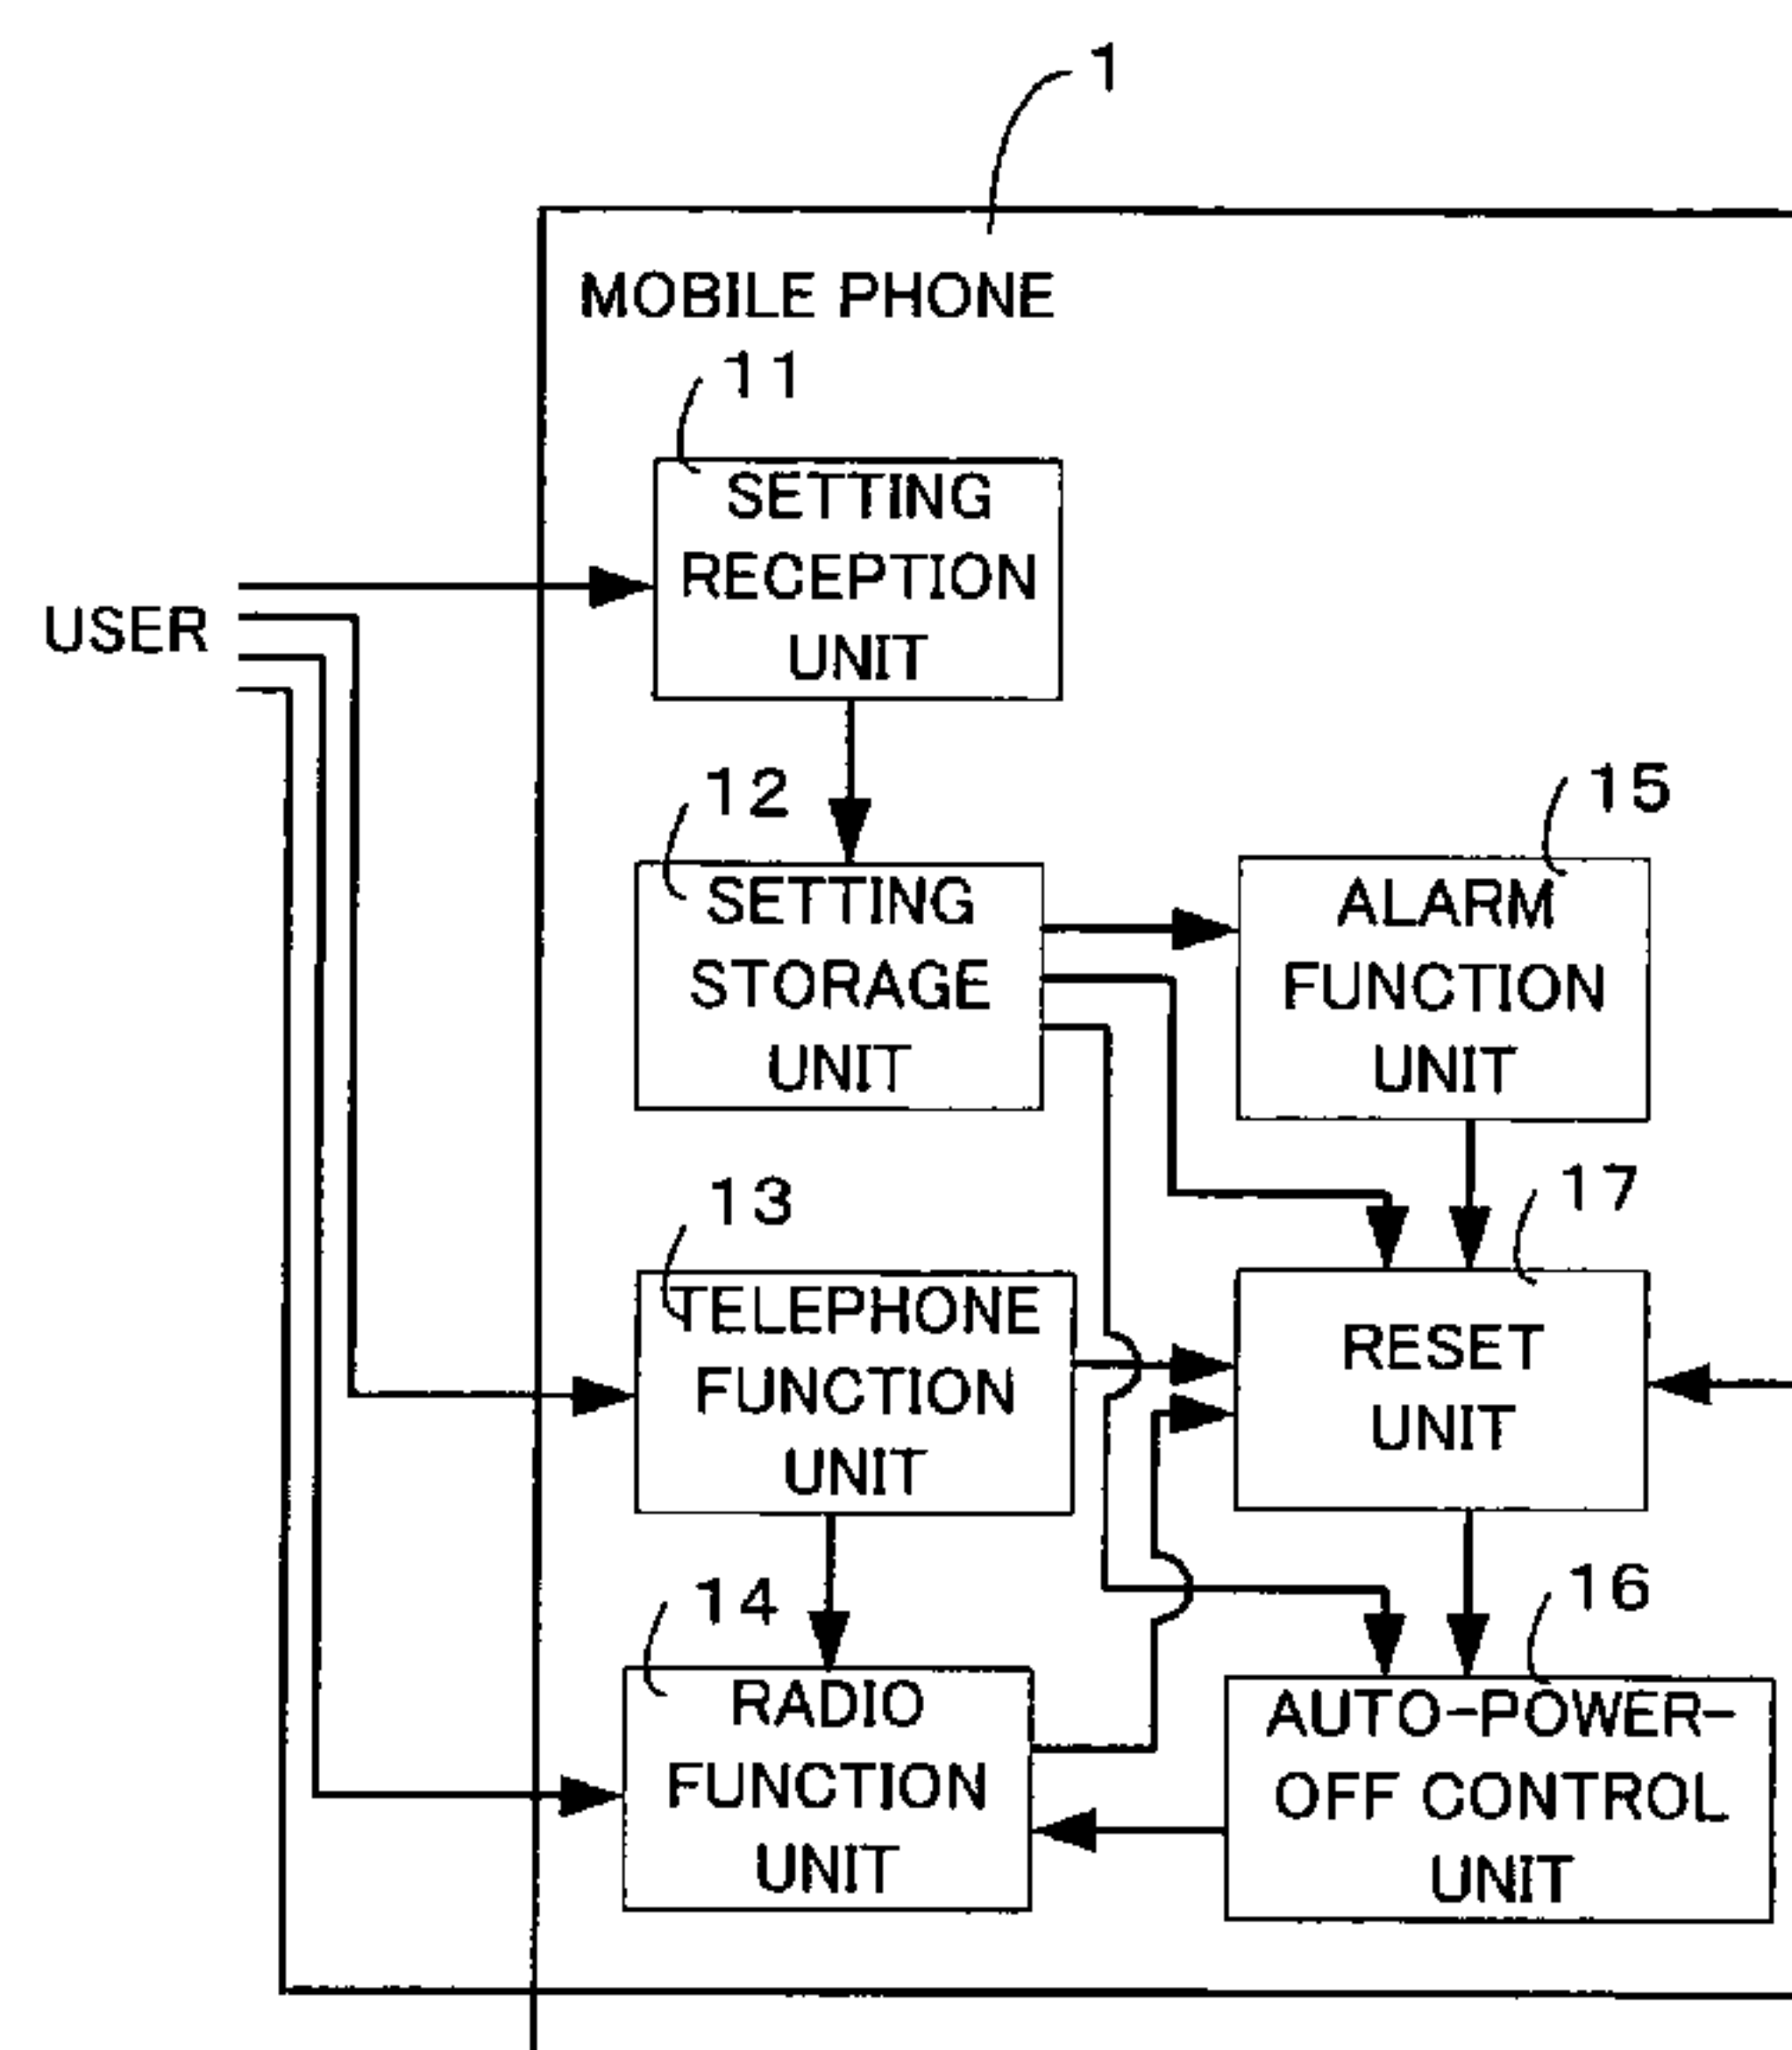 1
MOBILE PHONE
11
SETTING
RECEPTION
UNIT
USER
12
SETTING
STORAGE
UNIT
15
ALARM
FUNCTION
UNIT
13
TELEPHONE
FUNCTION
UNIT
17
RESET
UNIT
14
RADIO
FUNCTION
UNIT
16
AUTO-POWER-
OFF CONTROL
UNIT